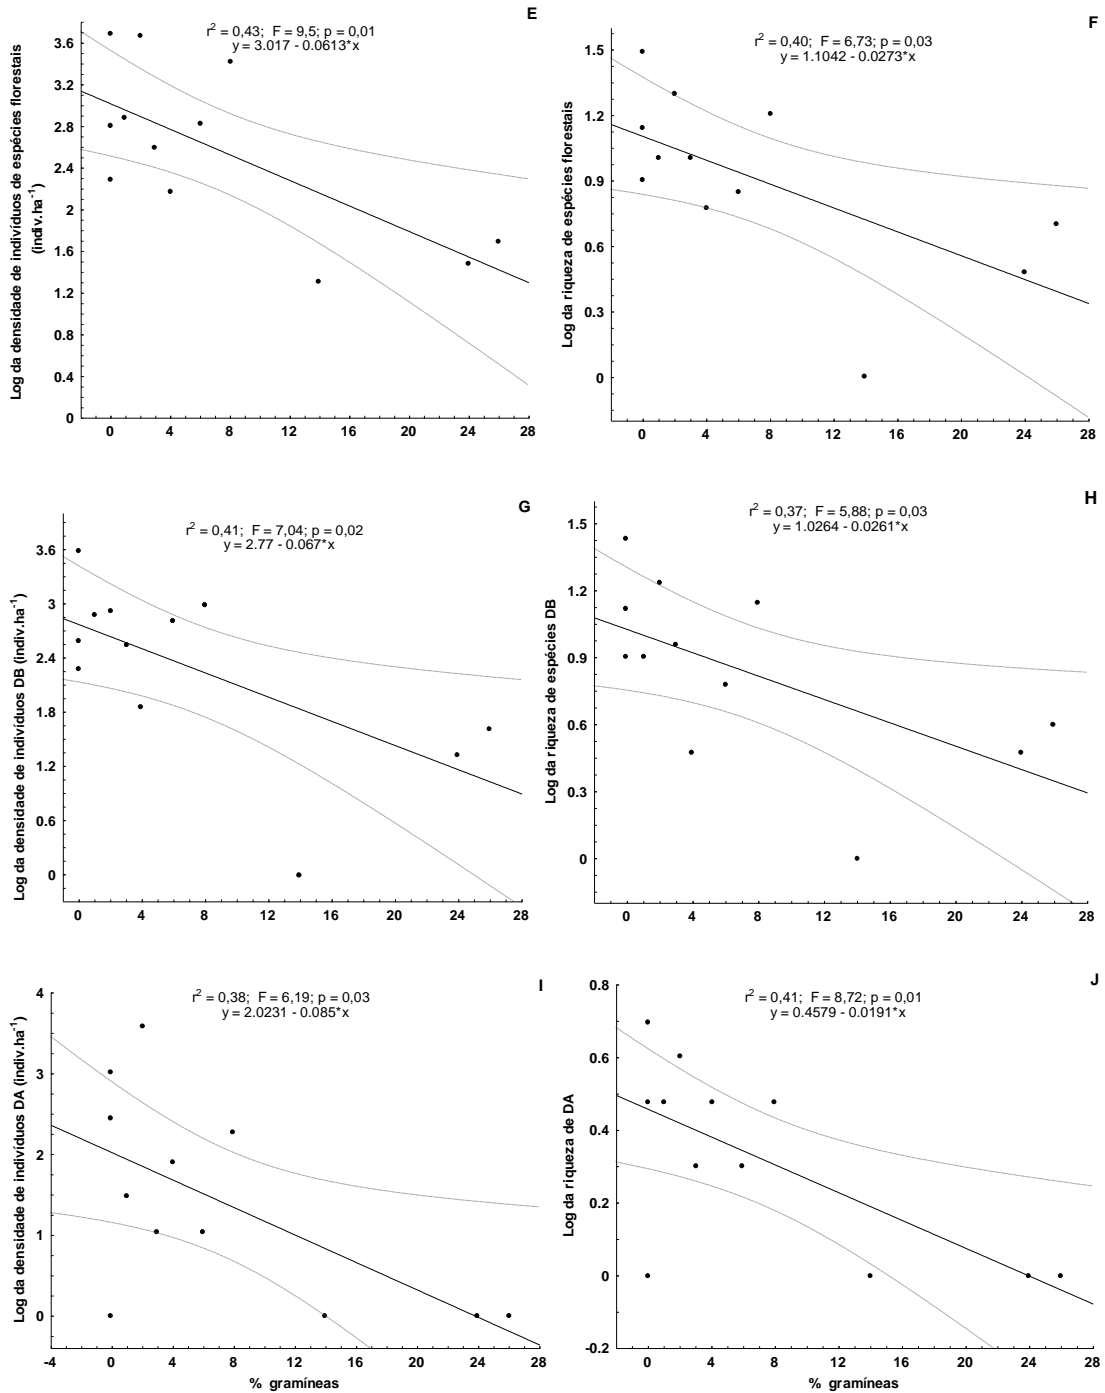 E
r² = 0,43; F = 9,5; p = 0,01
y = 3.017 - 0.0613*x
Log da densidade de indivíduos de espécies florestais
(indiv.ha⁻¹)
3.6
3.2
2.8
2.4
2
1.6
1.2
0.8
0.4
0
0 4 8 12 16 20 24 28
F
r² = 0,40; F = 6,73; p = 0,03
y = 1.1042 - 0.0273*x
Log da riqueza de espécies florestais
1.5
1.2
0.9
0.6
0.3
0
0 4 8 12 16 20 24 28
G
r² = 0,41; F = 7,04; p = 0,02
y = 2.77 - 0.067*x
Log da densidade de indivíduos DB (indiv.ha⁻¹)
3.6
3
2.4
1.8
1.2
0.6
0
0 4 8 12 16 20 24 28
H
r² = 0,37; F = 5,88; p = 0,03
y = 1.0264 - 0.0261*x
Log da riqueza de espécies DB
1.5
1.2
0.9
0.6
0.3
0
0 4 8 12 16 20 24 28
I
r² = 0,38; F = 6,19; p = 0,03
y = 2.0231 - 0.085*x
Log da densidade de indivíduos DA (indiv.ha⁻¹)
4
3
2
1
0
-4 0 4 8 12 16 20 24 28
% gramíneas
J
r² = 0,41; F = 8,72; p = 0,01
y = 0.4579 - 0.0191*x
Log da riqueza de DA
0.8
0.6
0.4
0.2
0
-0.2
0 4 8 12 16 20 24 28
% gramíneas